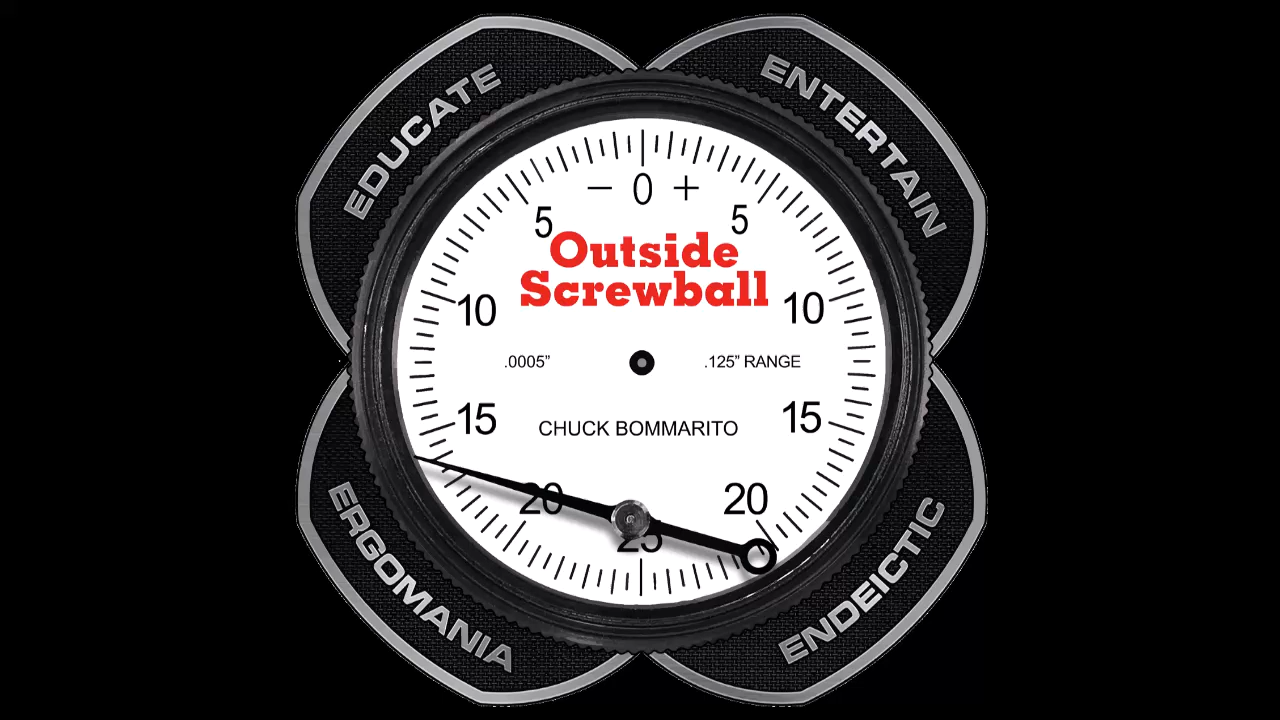 EDUCATE
ENTERTAIN
− 0 +
5 5
Outside
Screwball
10 10
.0005” .125” RANGE
15 15
CHUCK BOMMARITO
20 20
25
ERGOMANIA
ENDEICTIC